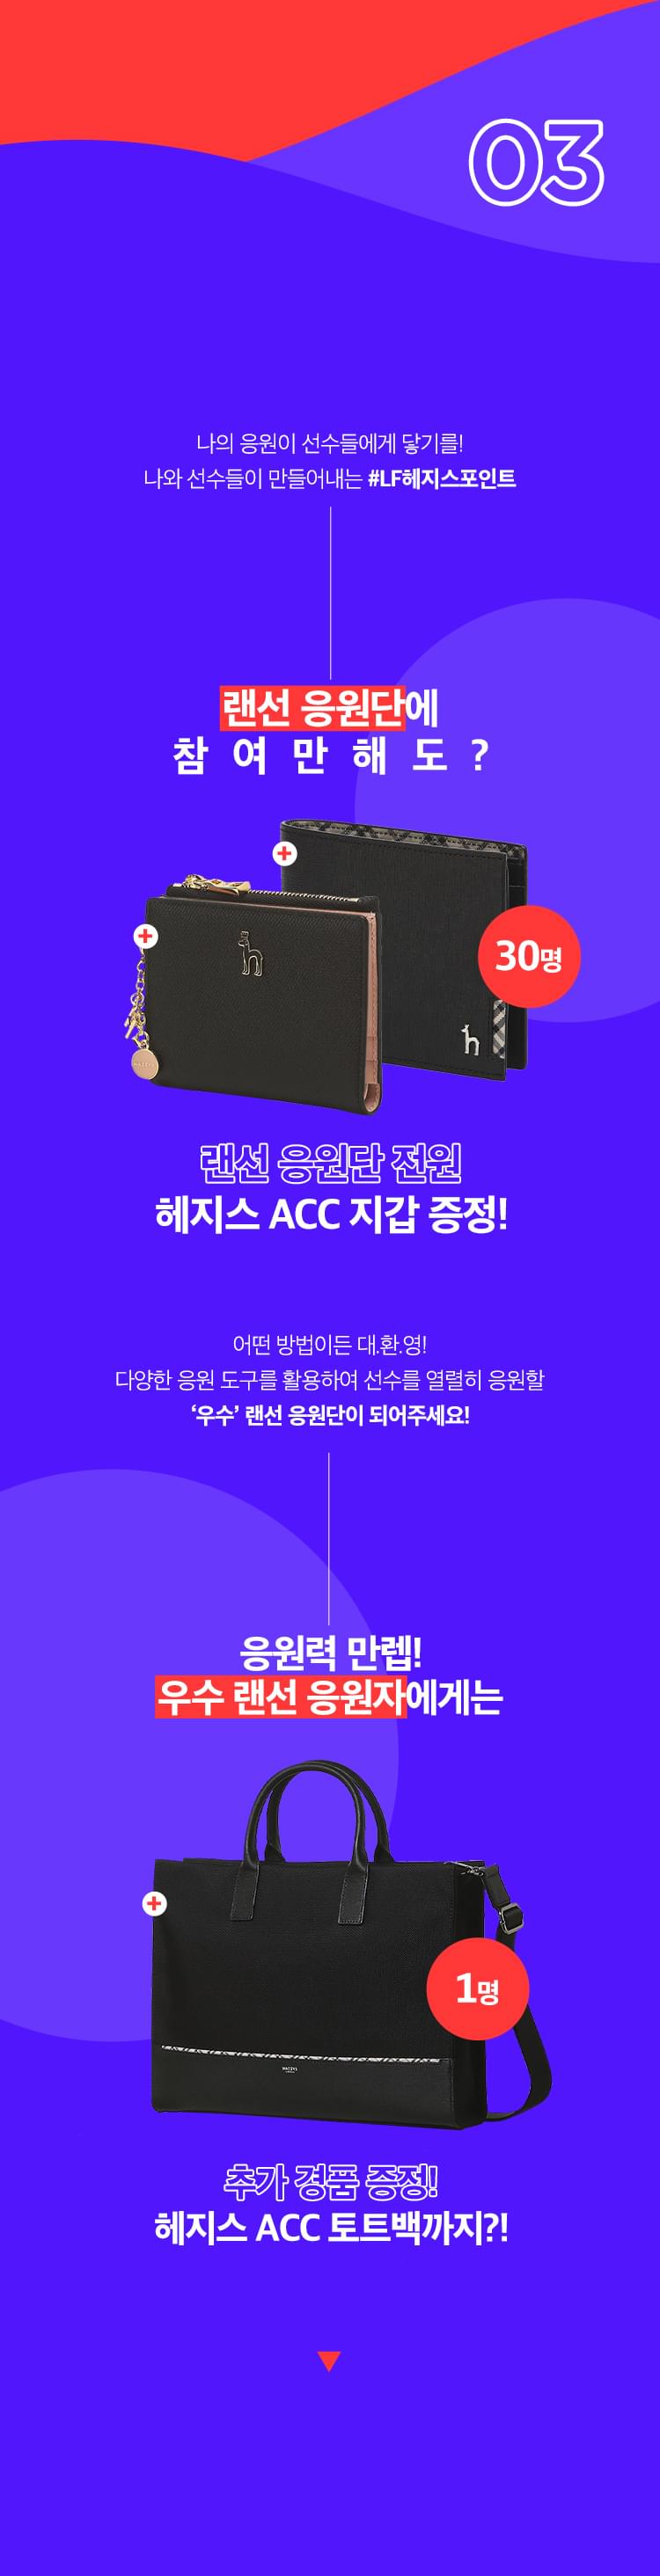 03
나의 응원이 선수들에게 닿기를!
나와 선수들이 만들어내는 #LF헤지스포인트
랜선 응원단에
참 여 만 해 도 ?
30명
랜선 응원단 전원
헤지스 ACC 지갑 증정!
어떤 방법이든 대.환.영!
다양한 응원 도구를 활용하여 선수를 열렬히 응원할
‘우수’ 랜선 응원단이 되어주세요!
응원력 만렙!
우수 랜선 응원자에게는
1명
HAZZYS
추가 경품 증정!
헤지스 ACC 토트백까지?!